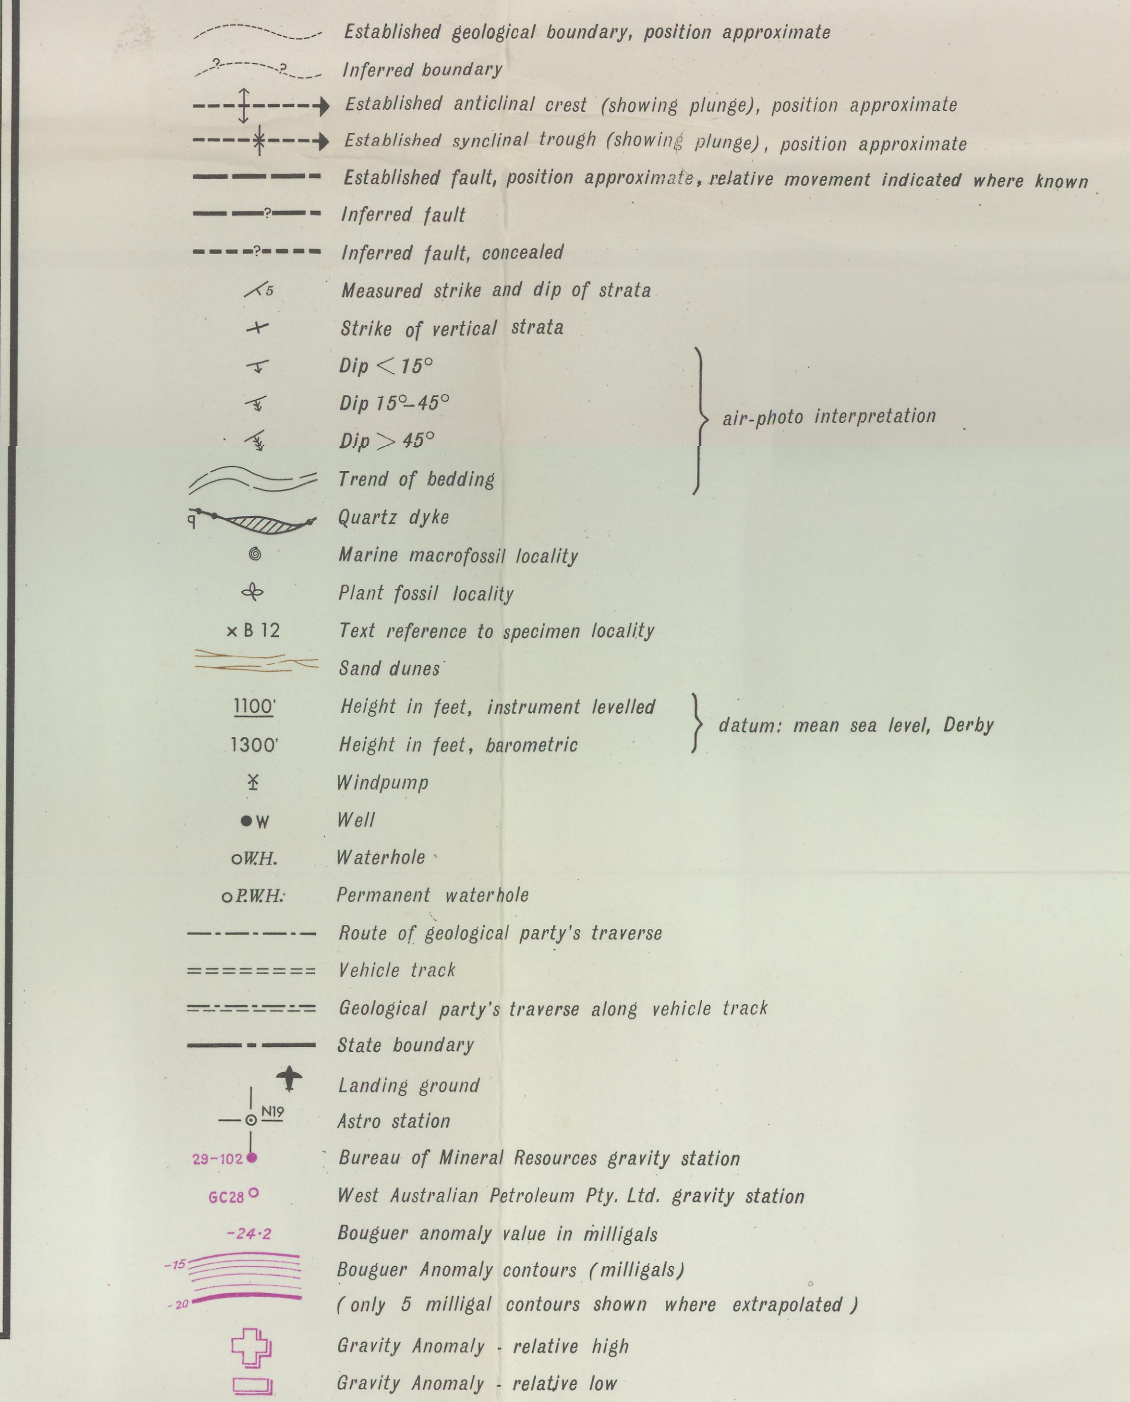 Established geological boundary, position approximate
? ? Inferred boundary
Established anticlinal crest (showing plunge), position approximate
Established synclinal trough (showing plunge), position approximate
Established fault, position approximate, relative movement indicated where known
? Inferred fault
? Inferred fault, concealed
5 Measured strike and dip of strata
Strike of vertical strata
Dip < 15°
Dip 15°–45°
air-photo interpretation
Dip > 45°
Trend of bedding
q Quartz dyke
Marine macrofossil locality
Plant fossil locality
× B 12 Text reference to specimen locality
Sand dunes
1100' Height in feet, instrument levelled
datum: mean sea level, Derby
1300' Height in feet, barometric
Windpump
W Well
W.H. Waterhole
P.W.H. Permanent waterhole
Route of geological party's traverse
Vehicle track
Geological party's traverse along vehicle track
State boundary
Landing ground
N19 Astro station
29-102 Bureau of Mineral Resources gravity station
GC28 West Australian Petroleum Pty. Ltd. gravity station
-24·2 Bouguer anomaly value in milligals
-15 Bouguer Anomaly contours (milligals)
-20 (only 5 milligal contours shown where extrapolated)
Gravity Anomaly - relative high
Gravity Anomaly - relative low